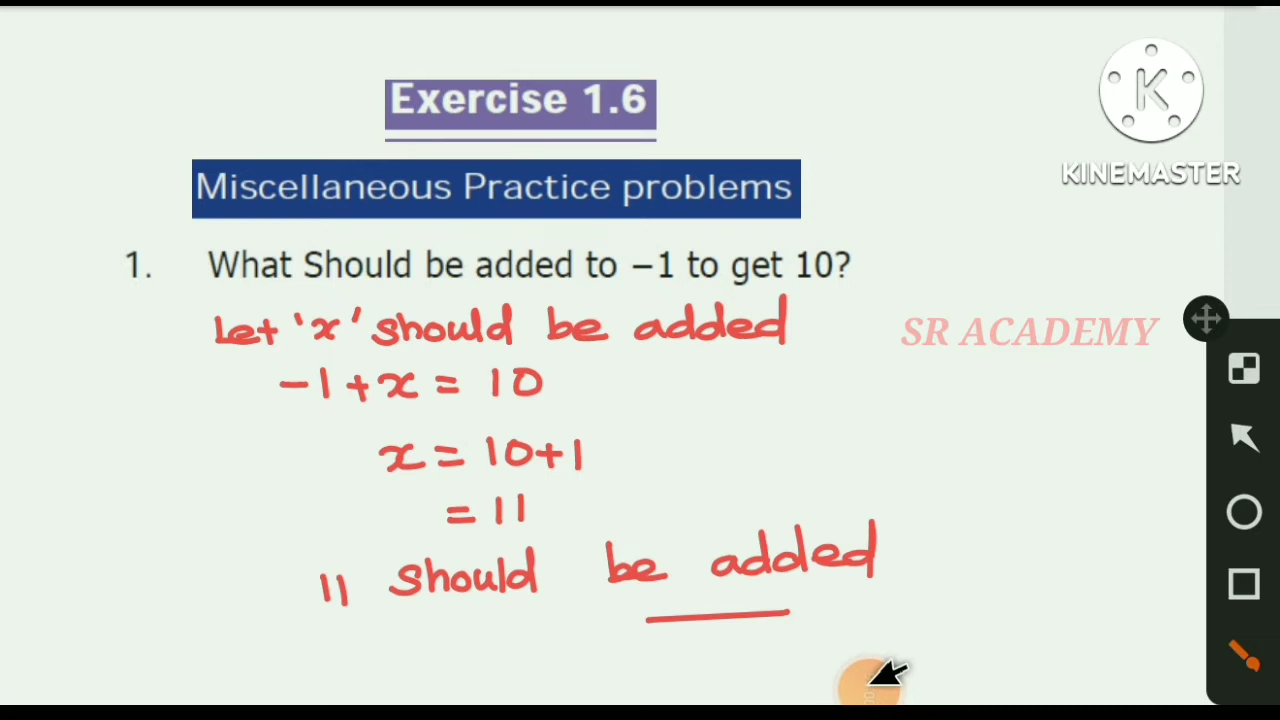 Exercise 1.6
K
KINEMASTER
Miscellaneous Practice problems
1. What Should be added to −1 to get 10?
Let 'x' should be added
SR ACADEMY
-1+x = 10
x = 10+1
= 11
11 should be added